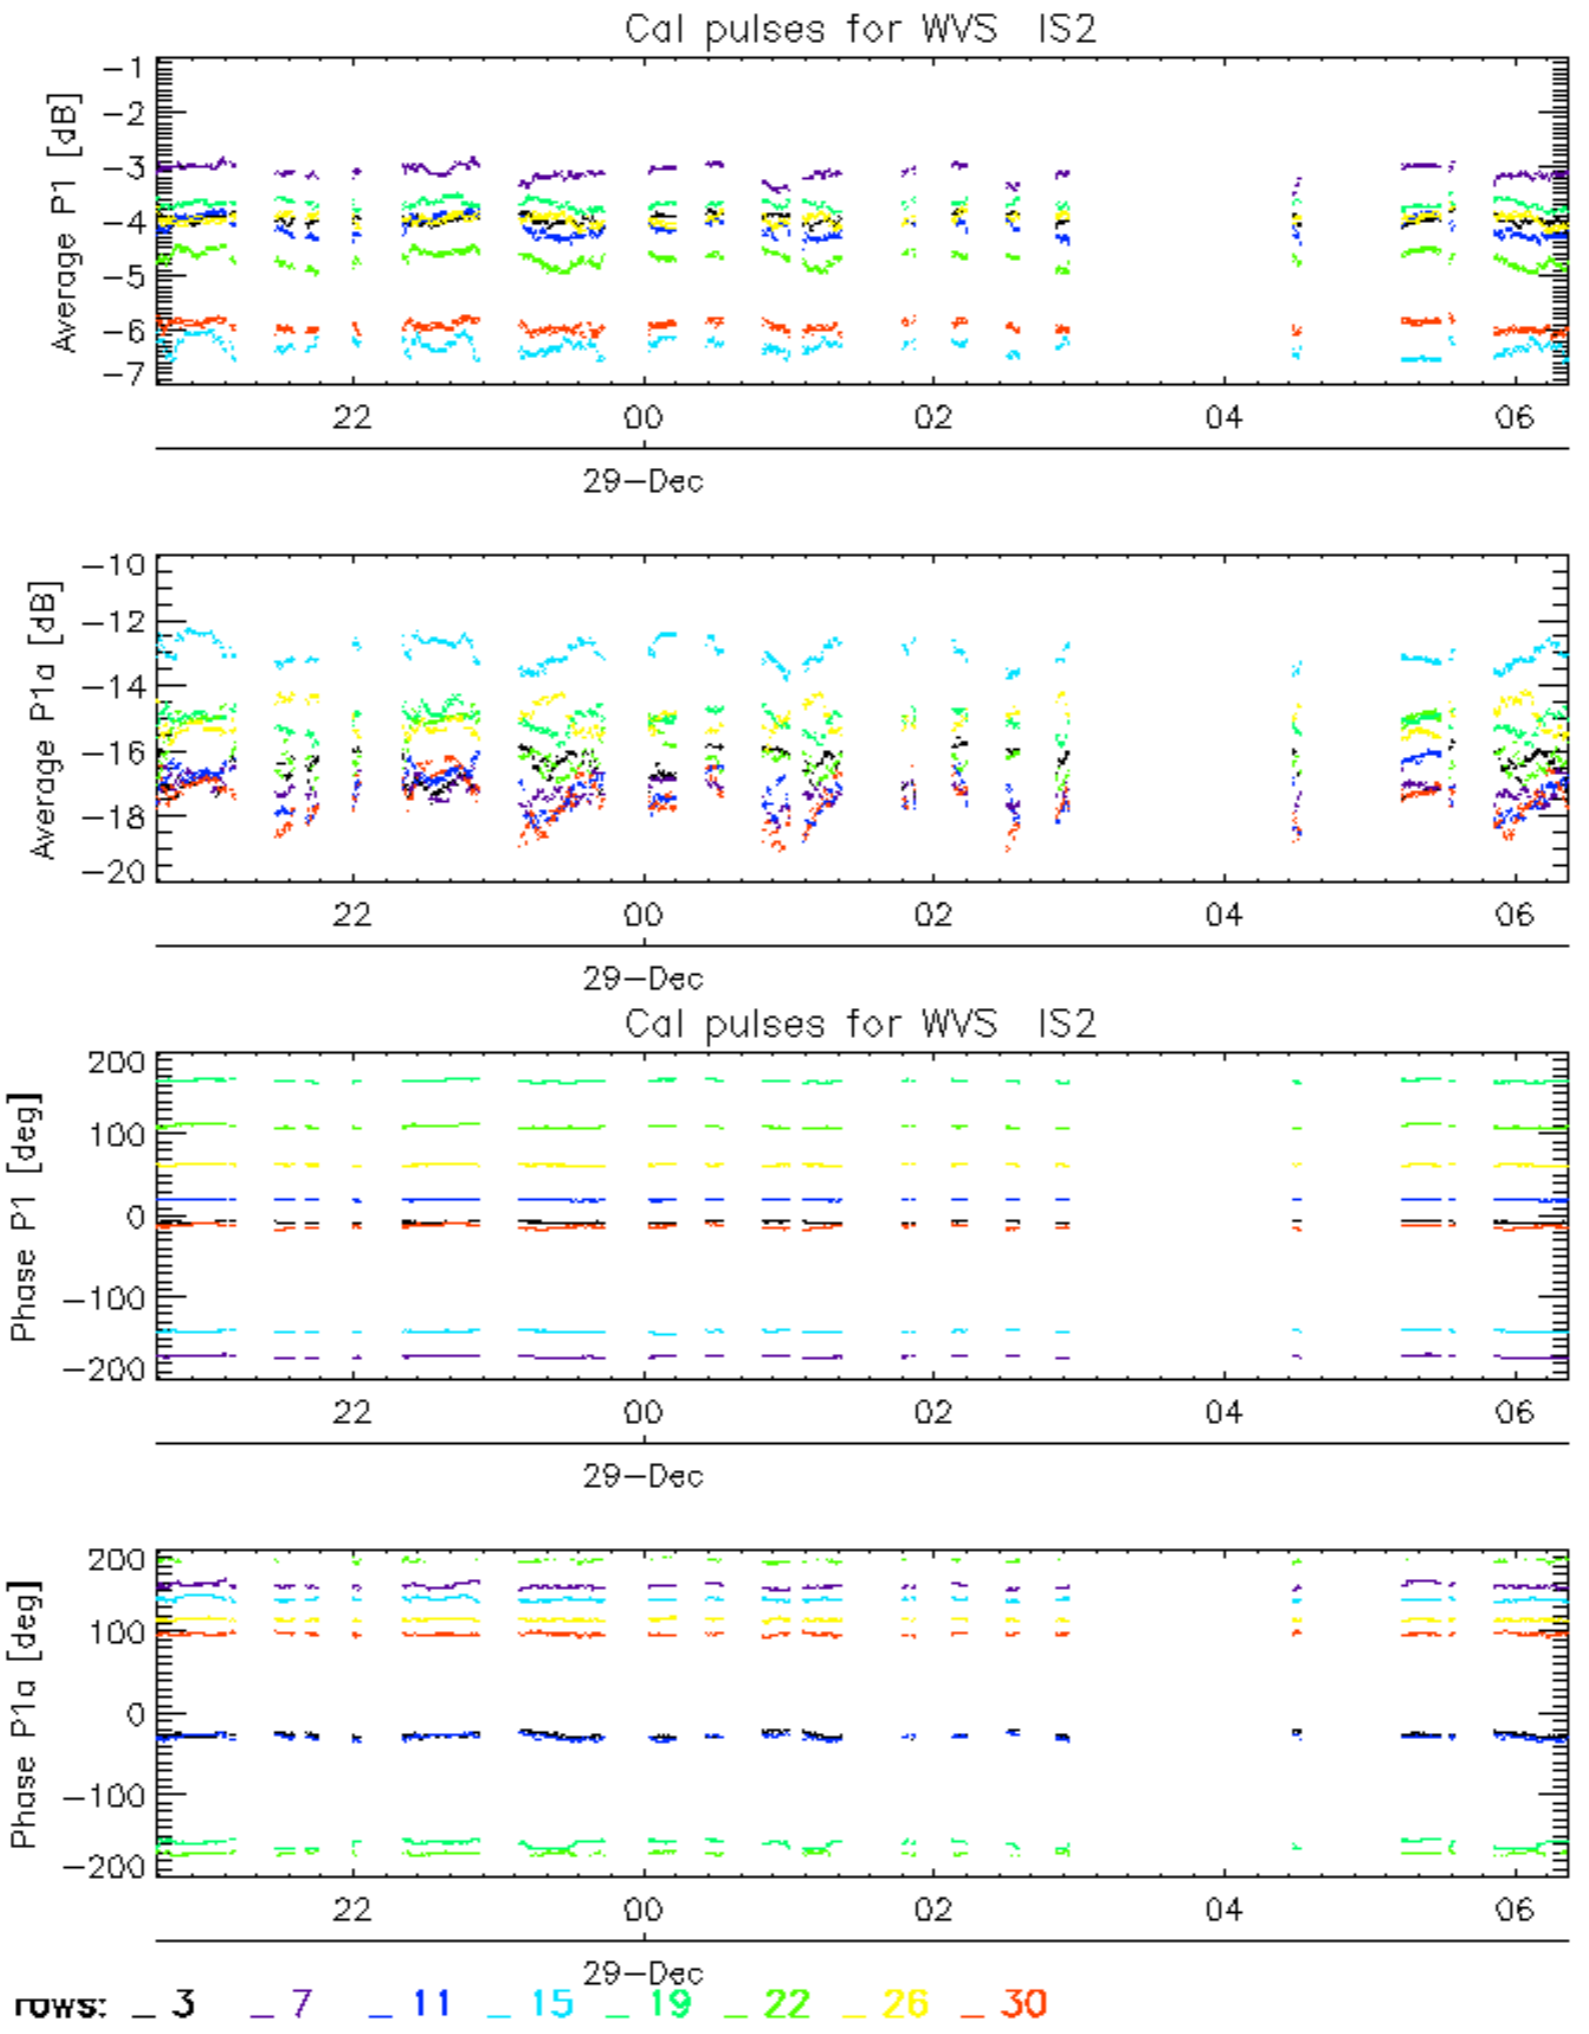 Cal pulses for WVS IS2
Average P1 [dB]
-1
-2
-3
-4
-5
-6
-7
22 00 02 04 06
29-Dec
Average P1a [dB]
-10
-12
-14
-16
-18
-20
22 00 02 04 06
29-Dec
Cal pulses for WVS IS2
Phase P1 [deg]
200
100
0
-100
-200
22 00 02 04 06
29-Dec
Phase P1a [deg]
200
100
0
-100
-200
22 00 02 04 06
29-Dec
rows: _ 3 _ 7 _ 11 _ 15 _ 19 _ 22 _ 26 _ 30